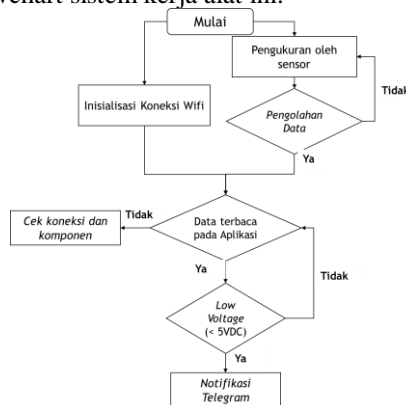 sistem kerja alat ini.
Mulai
Pengukuran oleh
sensor
Tidak
Inisialisasi Koneksi Wifi
Pengolahan
Data
Ya
Cek koneksi dan
komponen
Tidak
Data terbaca
pada Aplikasi
Ya
Tidak
Low
Voltage
(< 5VDC)
Ya
Notifikasi
Telegram